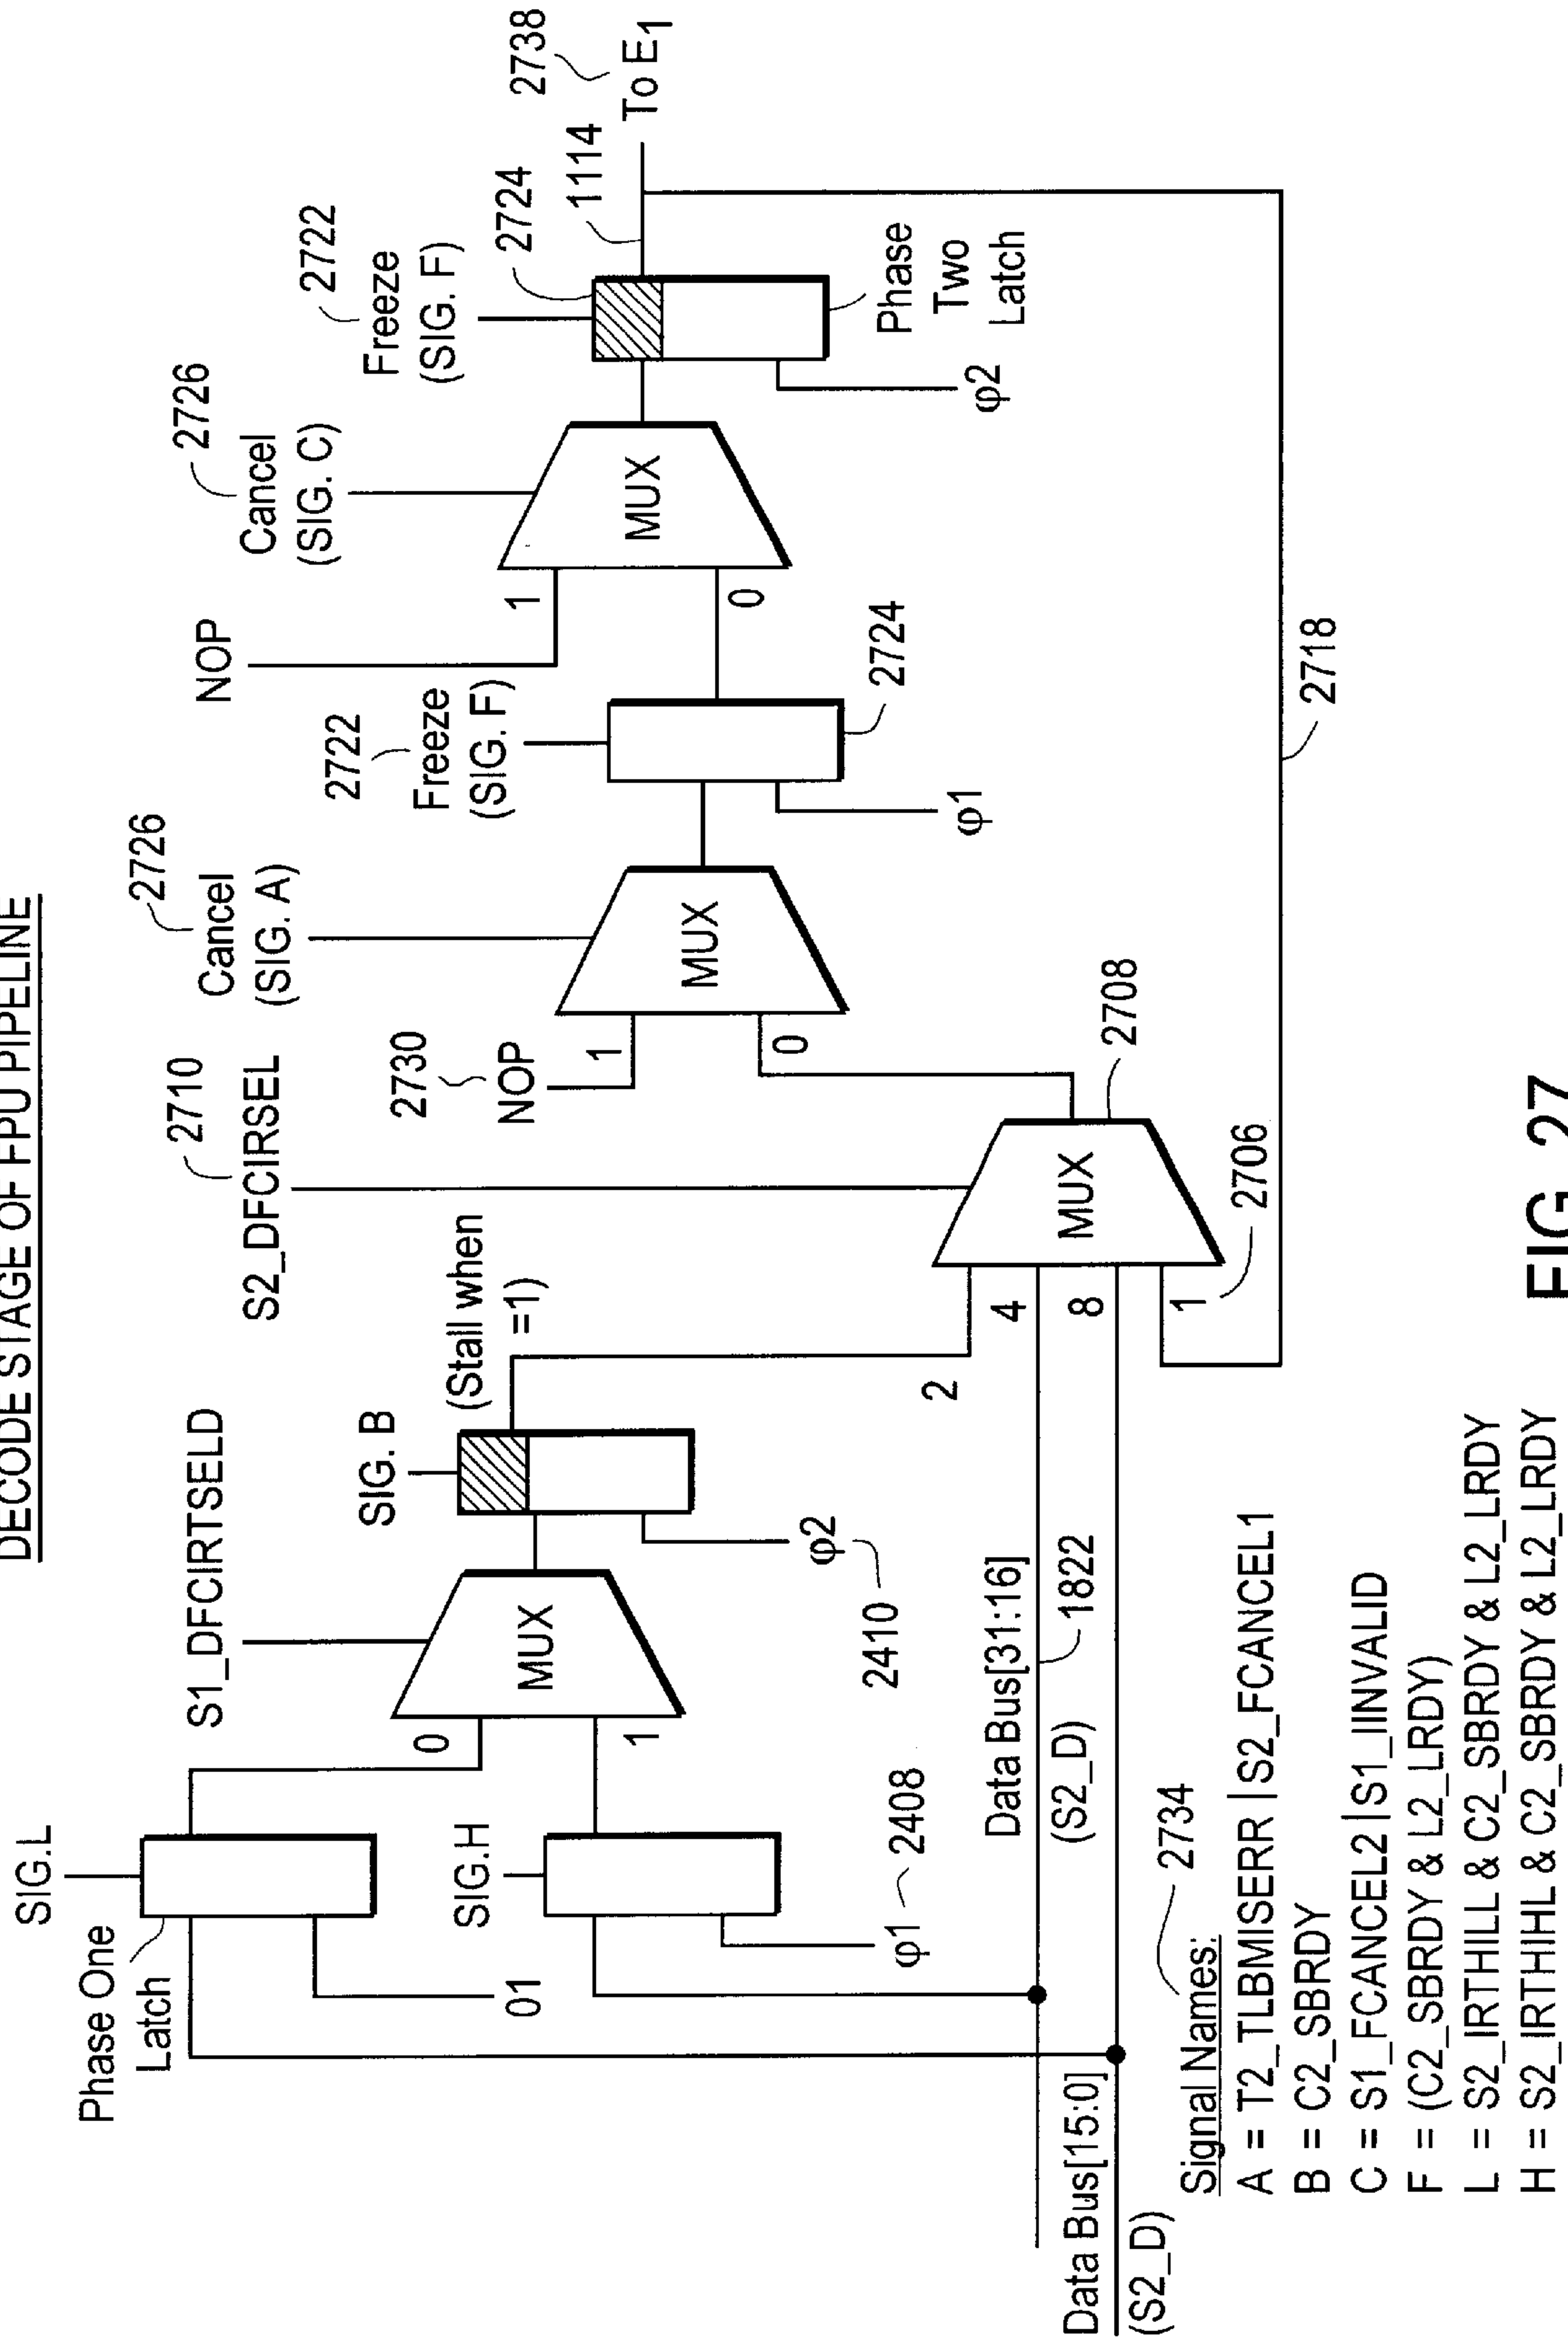 DECODE STAGE OF FPU PIPELINE
SIG.L
Phase One
Latch
01
SIG.H
φ1
2408
S1_DFCIRTSELD
0
1
MUX
SIG. B
(Stall when
=1)
φ2
2410
Data Bus[31:16]
1822
(S2_D)
Data Bus[15:0]
(S2_D)
2710
S2_DFCIRSEL
2
4
8
1
MUX
2706
2708
2730
NOP
1
0
2726
Cancel
(SIG. A)
MUX
2722
Freeze
(SIG. F)
φ1
2724
NOP
1
0
2726
Cancel
(SIG. C)
MUX
2722
Freeze
(SIG. F)
2724
φ2
Phase
Two
Latch
1114
2738
To E1
2718
Signal Names:
2734
A = T2_TLBMISERR | S2_FCANCEL1
B = C2_SBRDY
C = S1_FCANCEL2 | S1_IINVALID
F = (C2_SBRDY & L2_LRDY)
L = S2_IRTHILL & C2_SBRDY & L2_LRDY
H = S2_IRTHIHL & C2_SBRDY & L2_LRDY
FIG. 27